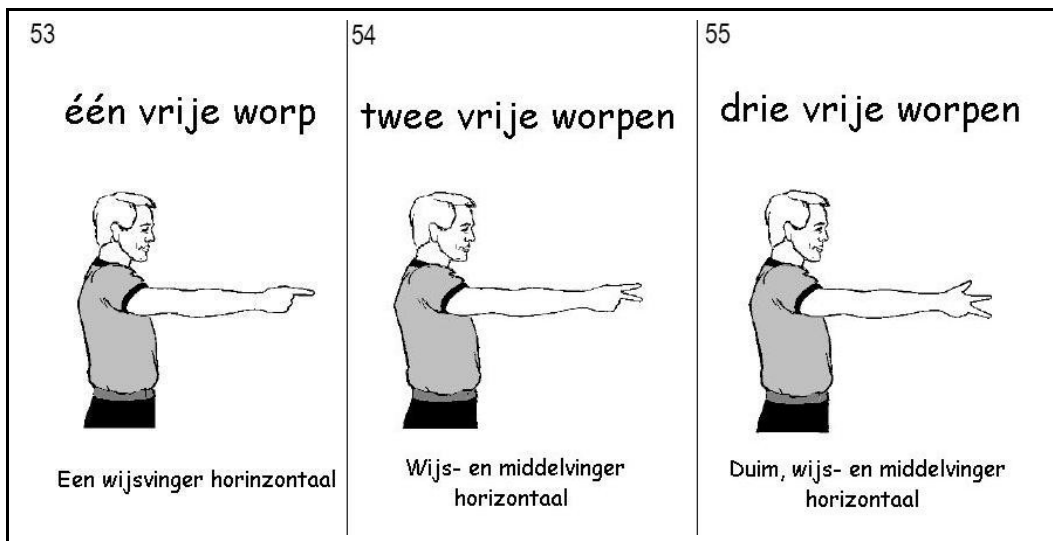 53
één vrije worp
Een wijsvinger horinzontaal
54
twee vrije worpen
Wijs- en middelvinger
horizontaal
55
drie vrije worpen
Duim, wijs- en middelvinger
horizontaal